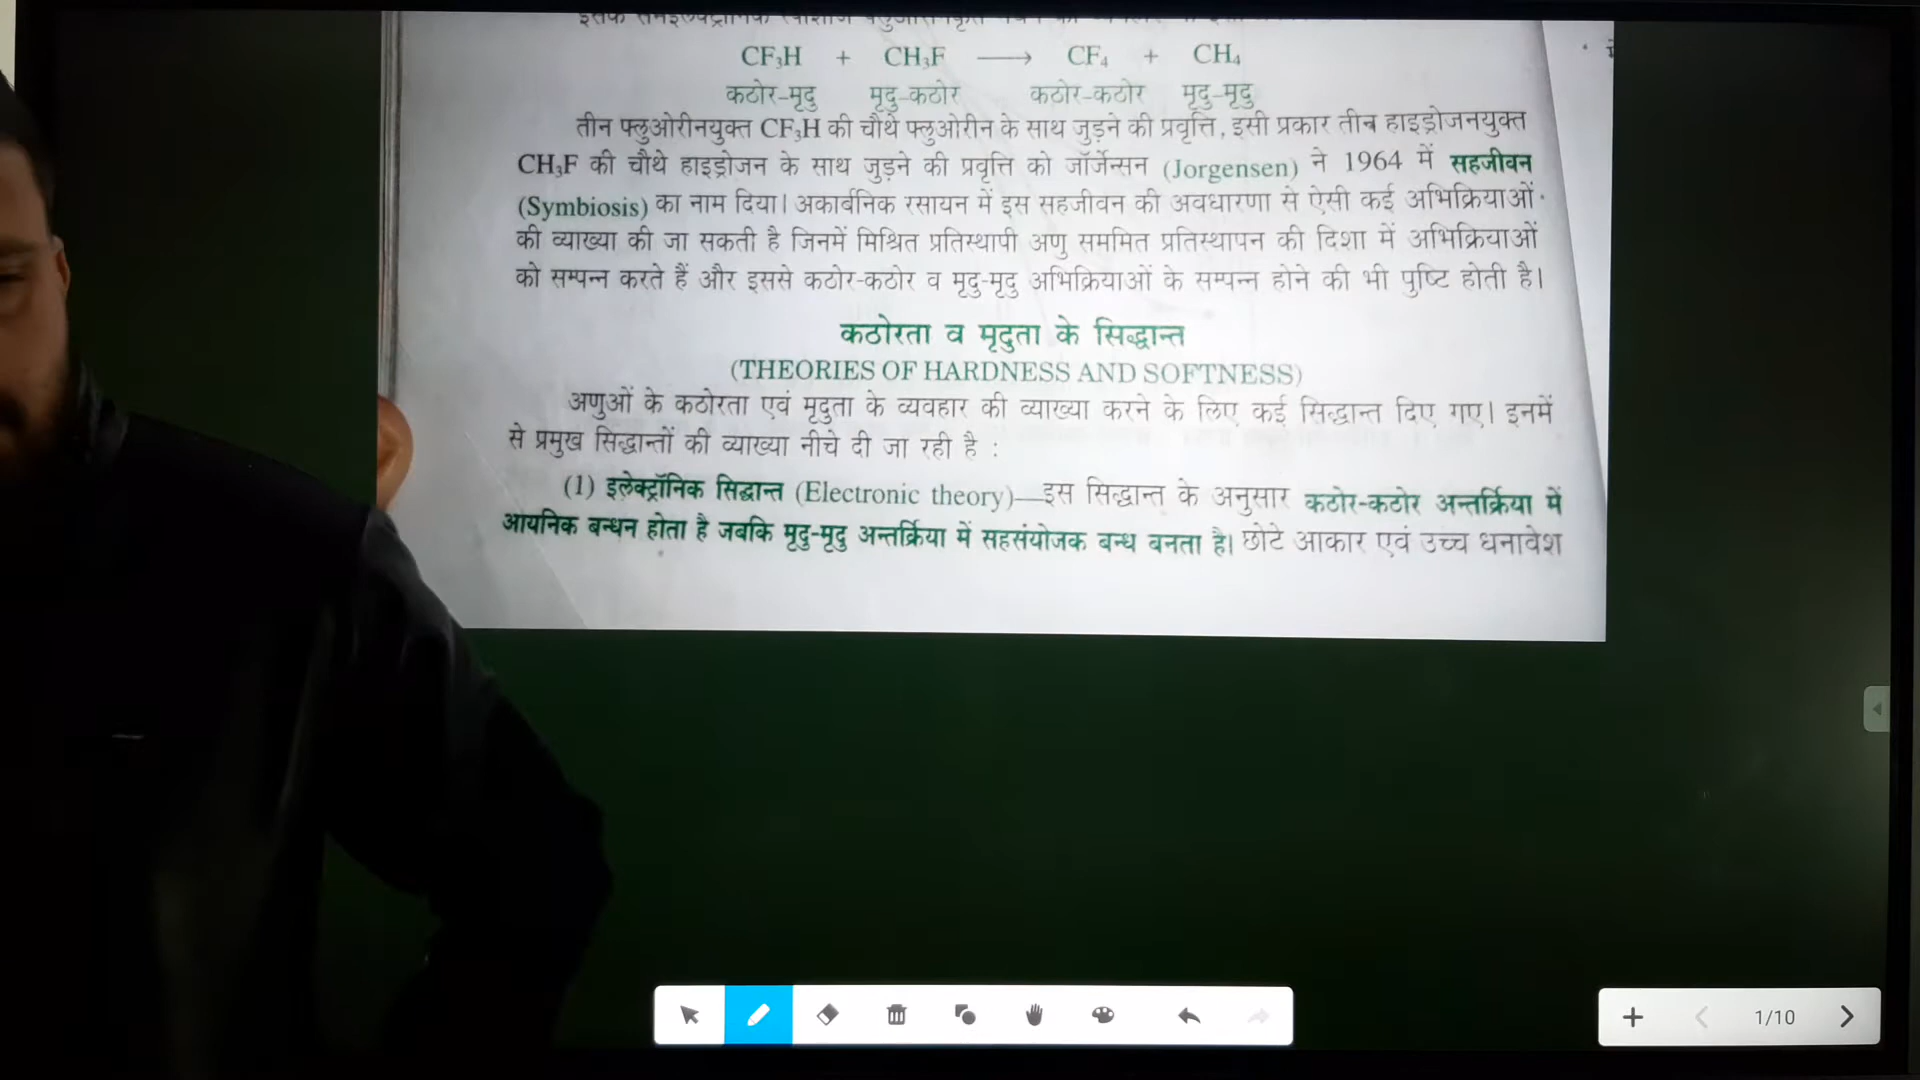 CF₃H + CH₃F ⟶ CF₄ + CH₄
कठोर-मृदु मृदु-कठोर कठोर-कठोर मृदु-मृदु
तीन फ्लुओरीनयुक्त CF₃H की चौथे फ्लुओरीन के साथ जुड़ने की प्रवृत्ति, इसी प्रकार तीन हाइड्रोजनयुक्त
CH₃F की चौथे हाइड्रोजन के साथ जुड़ने की प्रवृत्ति को जॉर्जेन्सन (Jorgensen) ने 1964 में सहजीवन
(Symbiosis) का नाम दिया। अकार्बनिक रसायन में इस सहजीवन की अवधारणा से ऐसी कई अभिक्रियाओं
की व्याख्या की जा सकती है जिनमें मिश्रित प्रतिस्थापी अणु सममित प्रतिस्थापन की दिशा में अभिक्रियाओं
को सम्पन्न करते हैं और इससे कठोर-कठोर व मृदु-मृदु अभिक्रियाओं के सम्पन्न होने की भी पुष्टि होती है।
कठोरता व मृदुता के सिद्धान्त
(THEORIES OF HARDNESS AND SOFTNESS)
अणुओं के कठोरता एवं मृदुता के व्यवहार की व्याख्या करने के लिए कई सिद्धान्त दिए गए। इनमें
से प्रमुख सिद्धान्तों की व्याख्या नीचे दी जा रही है :
(1) इलेक्ट्रॉनिक सिद्धान्त (Electronic theory)—इस सिद्धान्त के अनुसार कठोर-कठोर अन्तर्क्रिया में
आयनिक बन्धन होता है जबकि मृदु-मृदु अन्तर्क्रिया में सहसंयोजक बन्ध बनता है। छोटे आकार एवं उच्च धनावेश
1/10